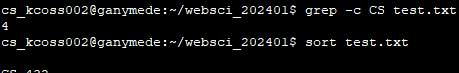 cs_kcoss002@ganymede:~/websci_202401$ grep -c CS test.txt
4
cs_kcoss002@ganymede:~/websci_202401$ sort test.txt